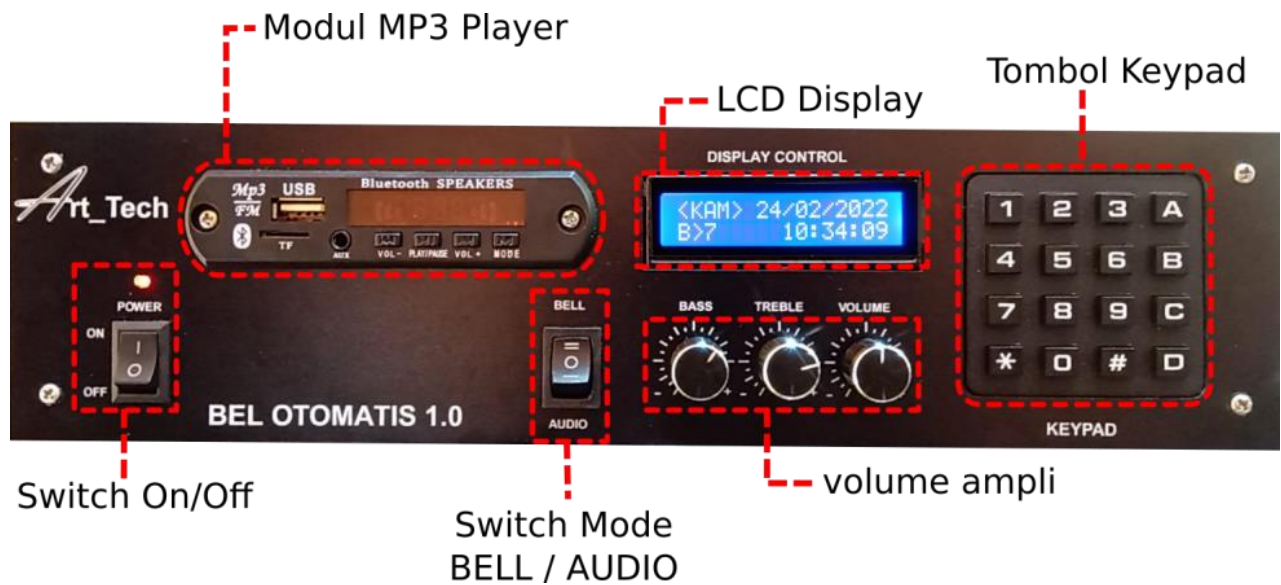 Modul MP3 Player
LCD Display
Tombol Keypad
Art_Tech
Mp3
FM
USB
Bluetooth SPEAKERS
TF
AUX
VOL-
PLAY/PAUSE
VOL +
MODE
DISPLAY CONTROL
<KAM> 24/02/2022
B>7 10:34:09
1 2 3 A
4 5 6 B
7 8 9 C
* 0 # D
KEYPAD
POWER
ON
OFF
I
O
BELL
=
O
–
AUDIO
BASS
TREBLE
VOLUME
- + - + - +
BEL OTOMATIS 1.0
Switch On/Off
Switch Mode
BELL / AUDIO
volume ampli